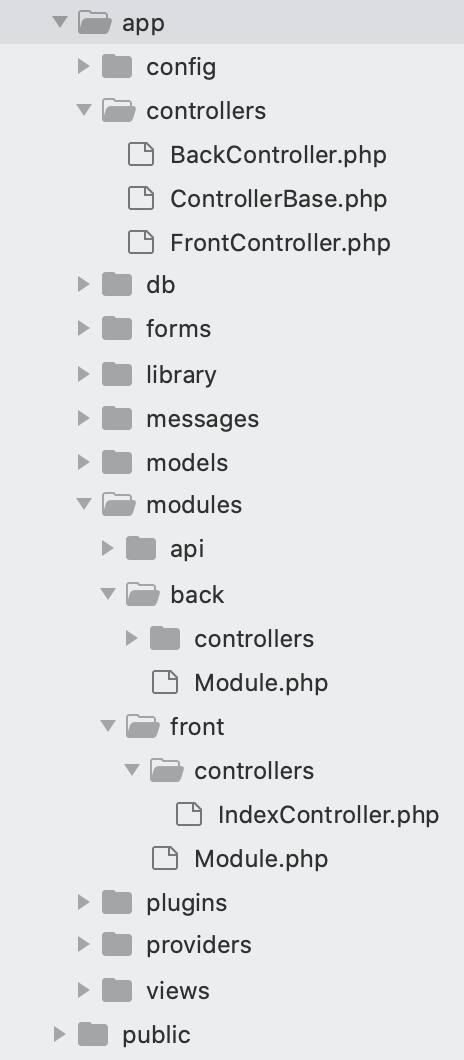 app
config
controllers
BackController.php
ControllerBase.php
FrontController.php
db
forms
library
messages
models
modules
api
back
controllers
Module.php
front
controllers
IndexController.php
Module.php
plugins
providers
views
public